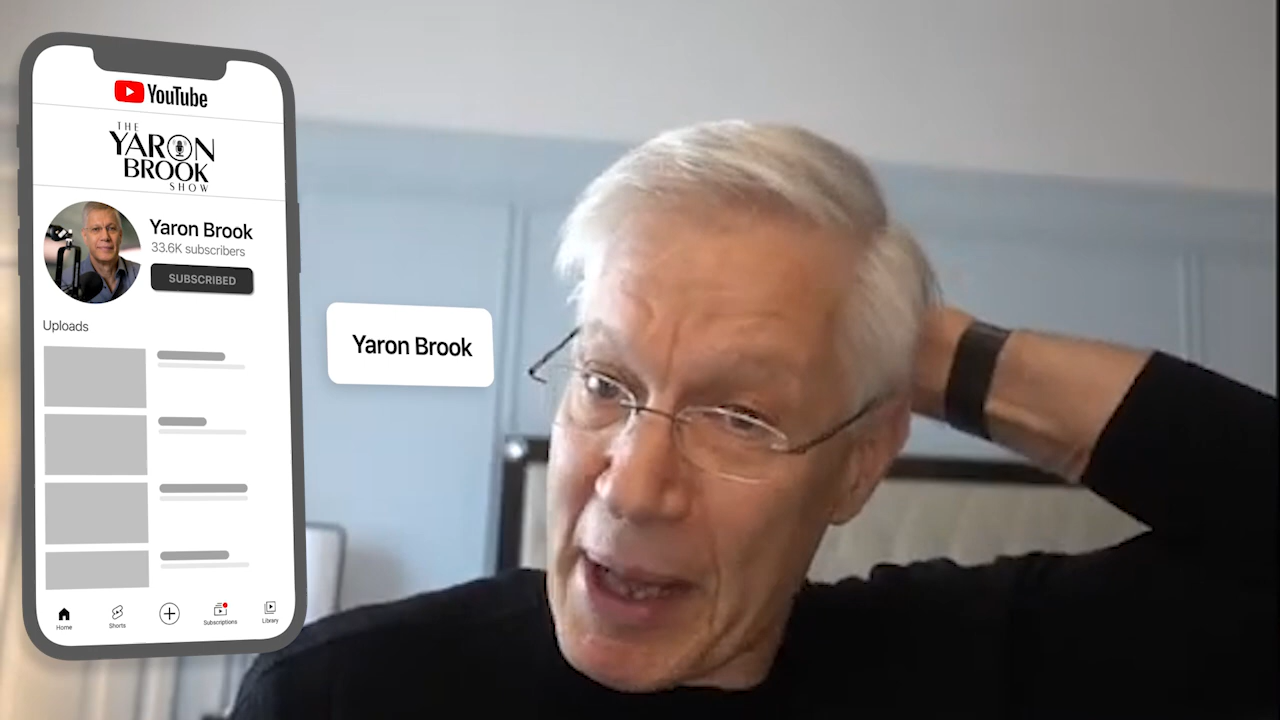 YouTube
THE
YARON
BROOK
SHOW
Yaron Brook
33.6K subscribers
SUBSCRIBED
Uploads
Home
Shorts
Subscriptions
Library
Yaron Brook